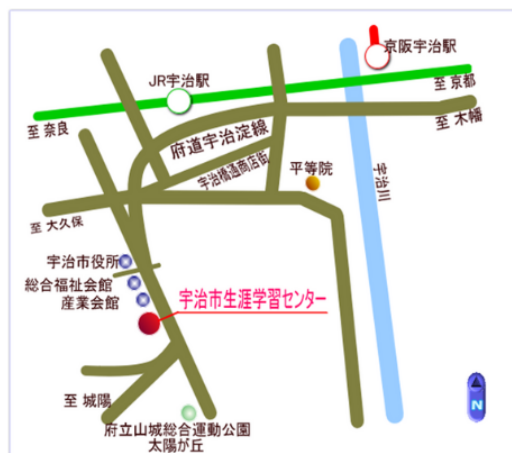 京阪宇治駅
JR宇治駅
至 京都
至 奈良
至 木幡
府道宇治淀線
宇治橋通商店街
平等院
宇治川
至 大久保
宇治市役所
総合福祉会館
産業会館
宇治市生涯学習センター
至 城陽
府立山城総合運動公園
太陽が丘
N